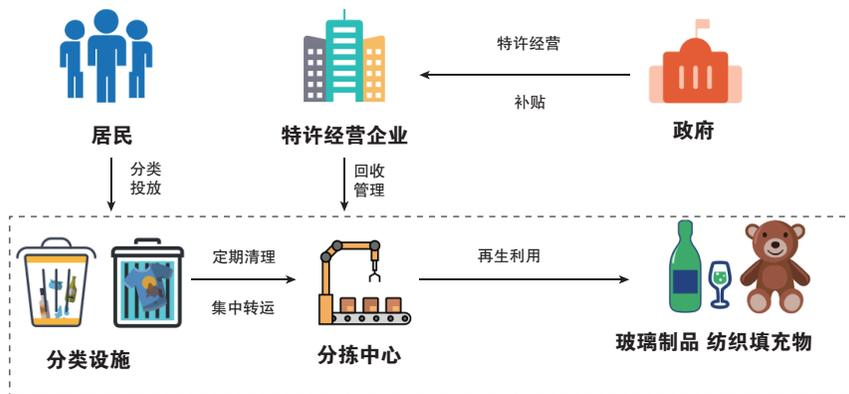 特许经营
补贴
居民
特许经营企业
政府
分类
投放
回收
管理
定期清理
集中转运
再生利用
分类设施
分拣中心
玻璃制品 纺织填充物